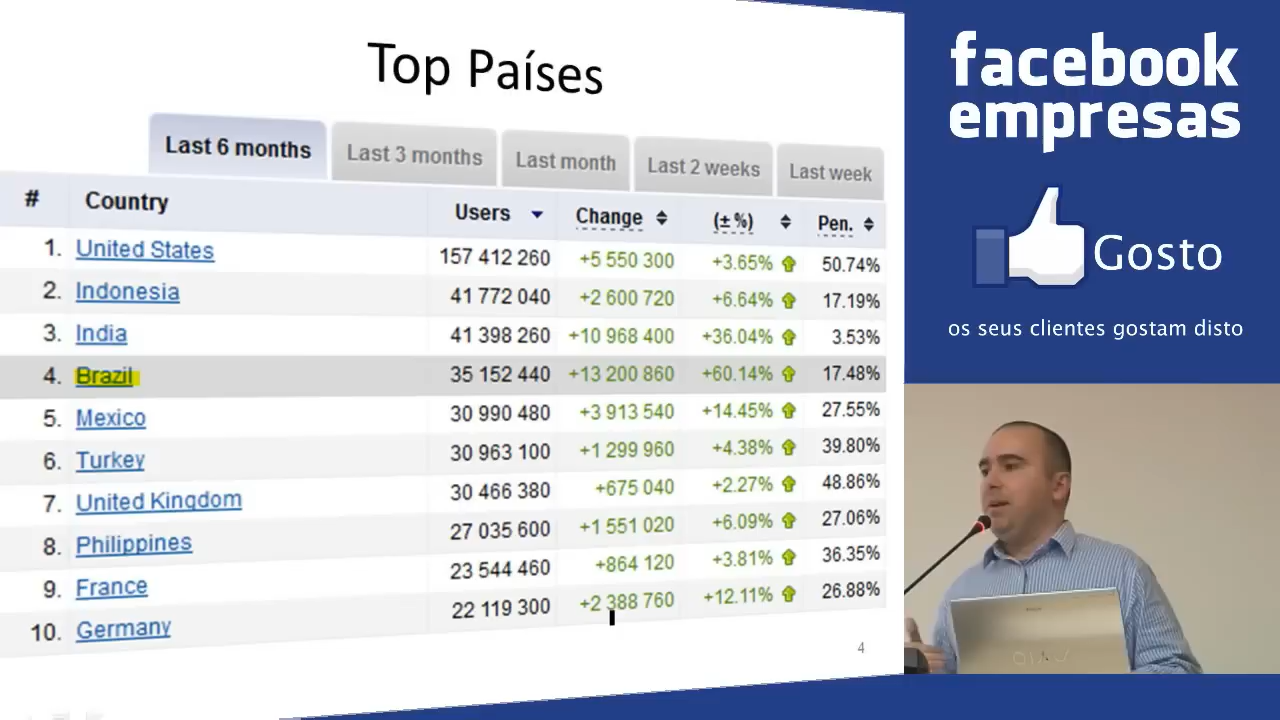 Top Países
Last 6 months Last 3 months Last month Last 2 weeks Last week
# Country Users Change (± %) Pen.
1. United States 157 412 260 +5 550 300 +3.65% 50.74%
2. Indonesia 41 772 040 +2 600 720 +6.64% 17.19%
3. India 41 398 260 +10 968 400 +36.04% 3.53%
4. Brazil 35 152 440 +13 200 860 +60.14% 17.48%
5. Mexico 30 990 480 +3 913 540 +14.45% 27.55%
6. Turkey 30 963 100 +1 299 960 +4.38% 39.80%
7. United Kingdom 30 466 380 +675 040 +2.27% 48.86%
8. Philippines 27 035 600 +1 551 020 +6.09% 27.06%
9. France 23 544 460 +864 120 +3.81% 36.35%
10. Germany 22 119 300 +2 388 760 +12.11% 26.88%
4
facebook
empresas
Gosto
os seus clientes gostam disto